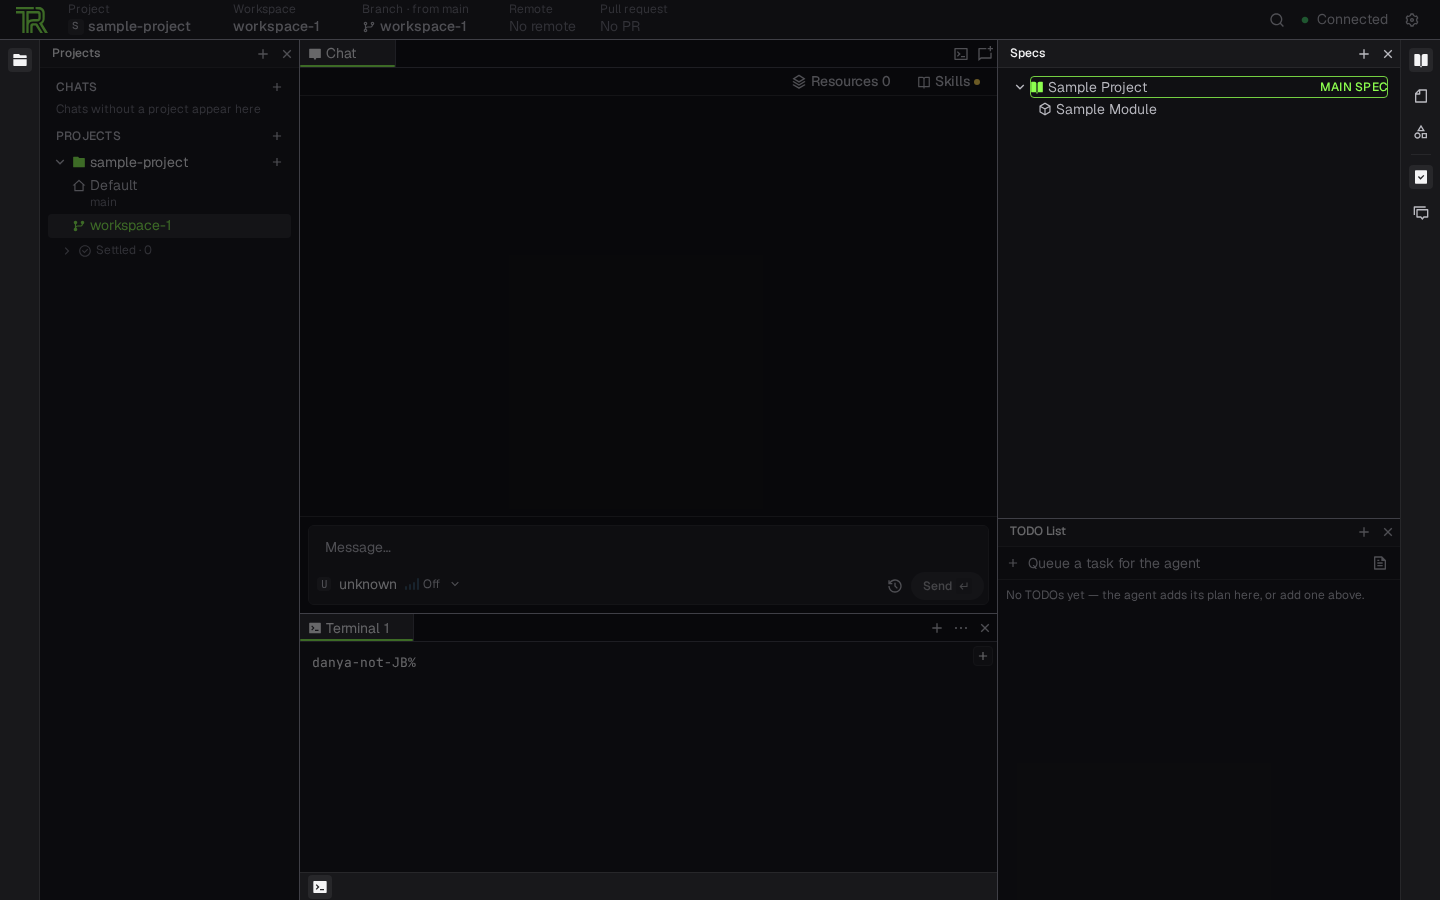 Project
S sample-project
Workspace
workspace-1
Branch · from main
workspace-1
Remote
No remote
Pull request
No PR
Connected
Projects
CHATS
Chats without a project appear here
PROJECTS
sample-project
Default
main
workspace-1
Settled · 0
Chat
Resources 0
Skills
Message...
U unknown Off
Send ↵
Terminal 1
danya-not-JB%
Specs
Sample Project MAIN SPEC
Sample Module
TODO List
Queue a task for the agent
No TODOs yet — the agent adds its plan here, or add one above.